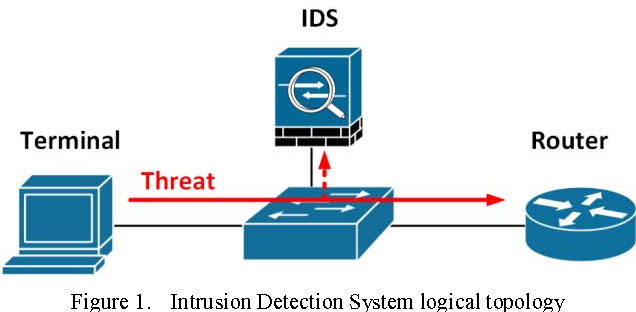 IDS
Terminal
Router
Threat
Figure 1. Intrusion Detection System logical topology